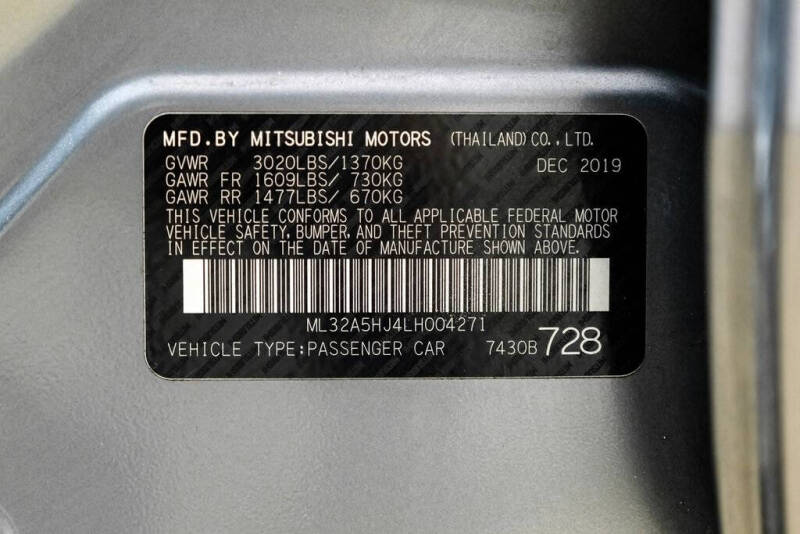 MFD.BY MITSUBISHI MOTORS (THAILAND) CO., LTD.
GVWR 3020LBS/1370KG DEC 2019
GAWR FR 1609LBS/ 730KG
GAWR RR 1477LBS/ 670KG
THIS VEHICLE CONFORMS TO ALL APPLICABLE FEDERAL MOTOR
VEHICLE SAFETY, BUMPER, AND THEFT PREVENTION STANDARDS
IN EFFECT ON THE DATE OF MANUFACTURE SHOWN ABOVE.
ML32A5HJ4LH004271
VEHICLE TYPE:PASSENGER CAR 7430B 728